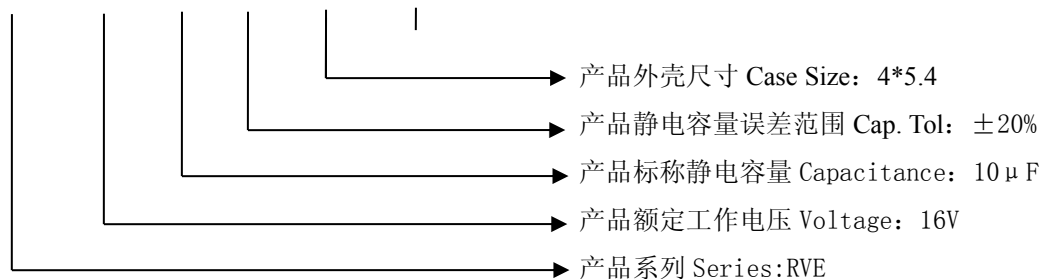 产品外壳尺寸 Case Size：4*5.4
产品静电容量误差范围 Cap. Tol：±20%
产品标称静电容量 Capacitance：10μF
产品额定工作电压 Voltage：16V
产品系列 Series:RVE